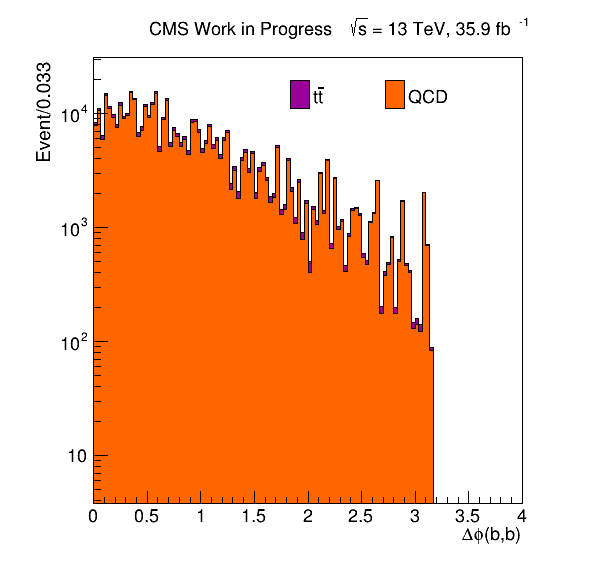 CMS Work in Progress √s = 13 TeV, 35.9 fb⁻¹
Event/0.033
tt̄
QCD
10⁴
10³
10²
10
0 0.5 1 1.5 2 2.5 3 3.5 4
Δϕ(b,b)